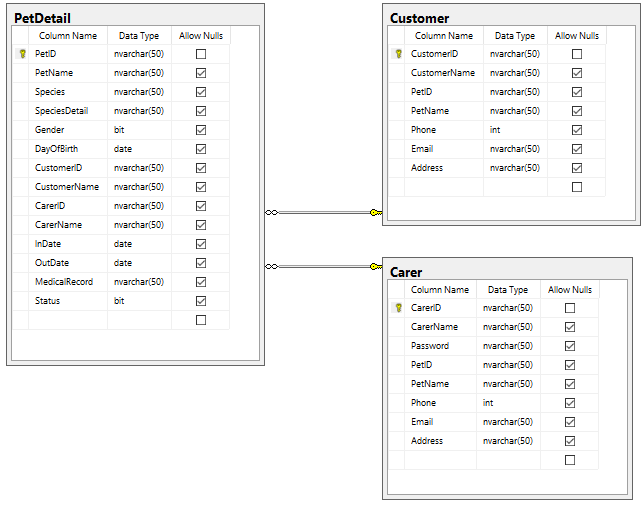 PetDetail
Column Name Data Type Allow Nulls
PetID nvarchar(50)
PetName nvarchar(50)
Species nvarchar(50)
SpeciesDetail nvarchar(50)
Gender bit
DayOfBirth date
CustomerID nvarchar(50)
CustomerName nvarchar(50)
CarerID nvarchar(50)
CarerName nvarchar(50)
InDate date
OutDate date
MedicalRecord nvarchar(50)
Status bit
Customer
Column Name Data Type Allow Nulls
CustomerID nvarchar(50)
CustomerName nvarchar(50)
PetID nvarchar(50)
PetName nvarchar(50)
Phone int
Email nvarchar(50)
Address nvarchar(50)
Carer
Column Name Data Type Allow Nulls
CarerID nvarchar(50)
CarerName nvarchar(50)
Password nvarchar(50)
PetID nvarchar(50)
PetName nvarchar(50)
Phone int
Email nvarchar(50)
Address nvarchar(50)